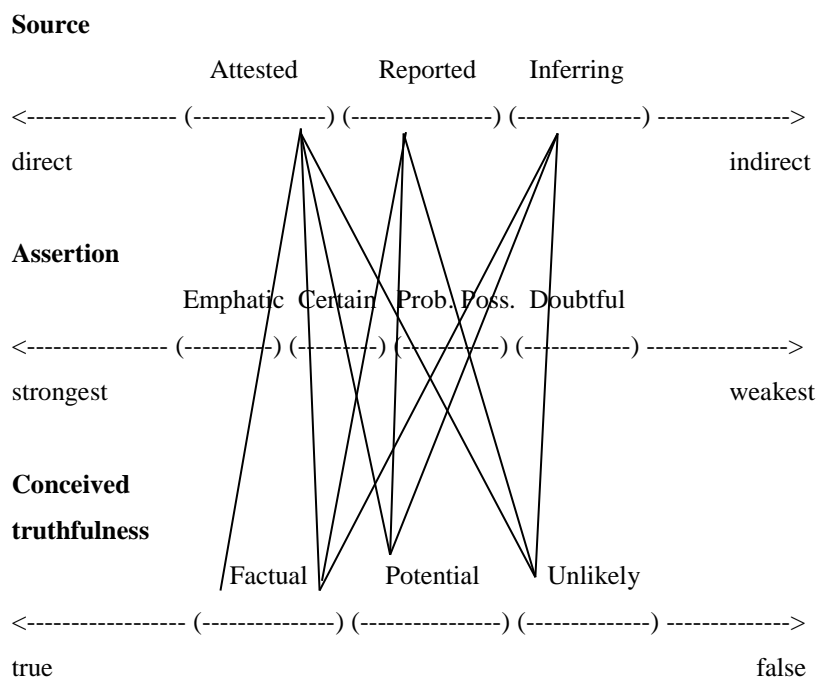 Source
Attested Reported Inferring
<----------------- (---------------) (----------------) (--------------) --------------->
direct indirect
Assertion
Emphatic Certain Prob. Poss. Doubtful
<---------------- (----------) (---------) (-----------) (------------) ---------------->
strongest weakest
Conceived
truthfulness
Factual Potential Unlikely
<------------------ (---------------) (----------------) (--------------) -------------->
true false